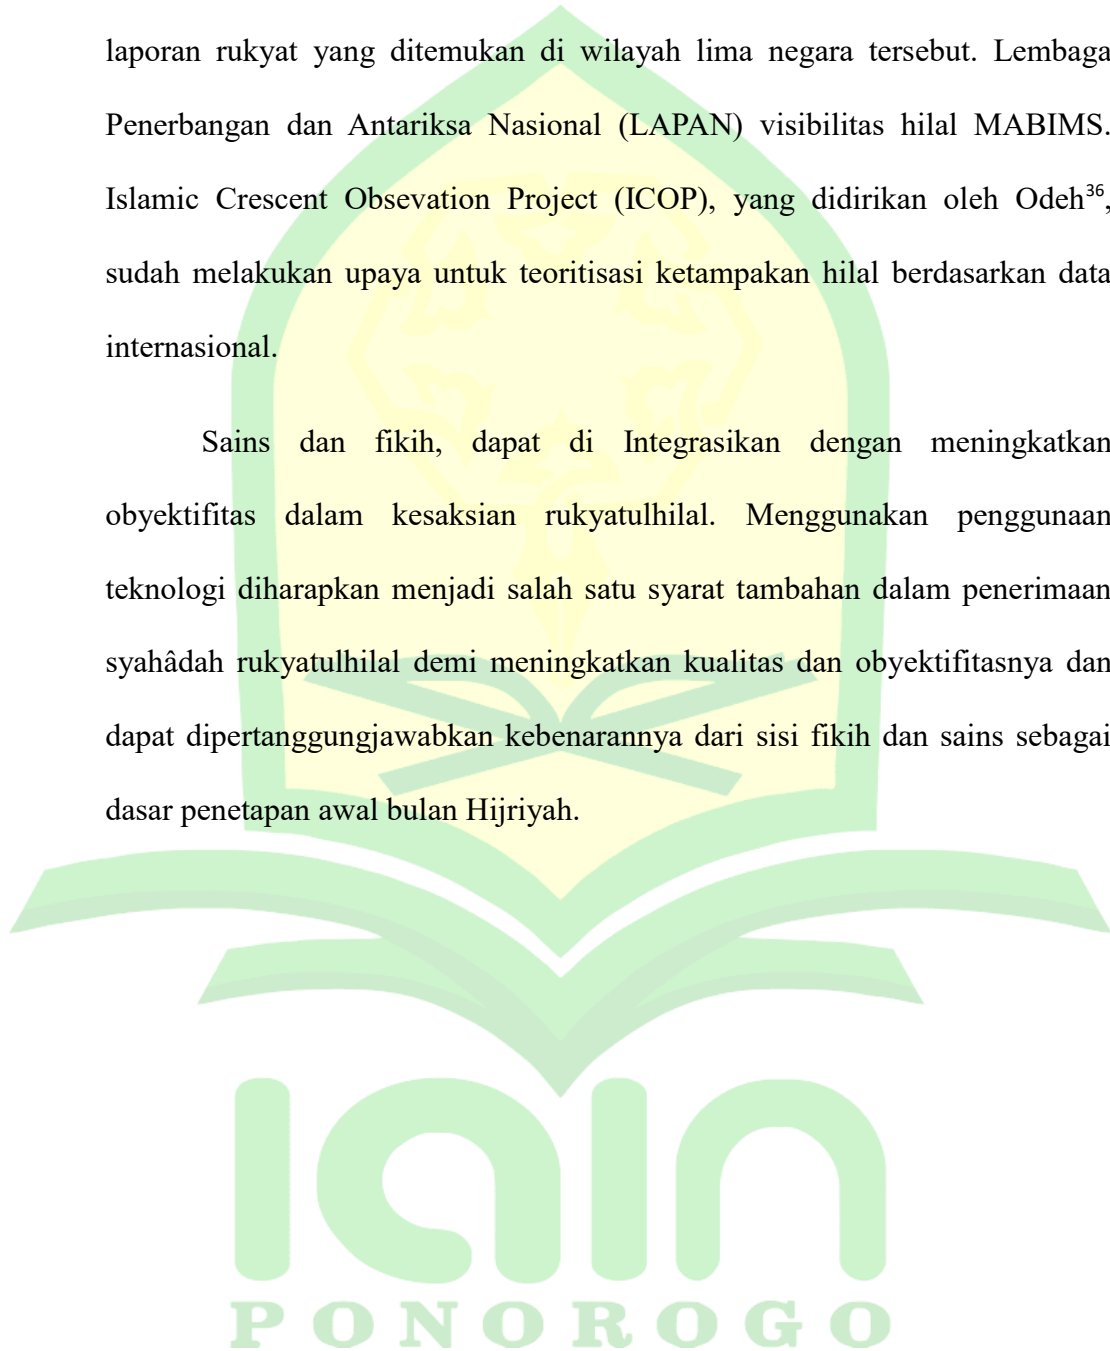 laporan rukyat yang ditemukan di wilayah lima negara tersebut. Lembaga
Penerbangan dan Antariksa Nasional (LAPAN) visibilitas hilal MABIMS.
Islamic Crescent Obsevation Project (ICOP), yang didirikan oleh Odeh³⁶,
sudah melakukan upaya untuk teoritisasi ketampakan hilal berdasarkan data
internasional.
Sains dan fikih, dapat di Integrasikan dengan meningkatkan
obyektifitas dalam kesaksian rukyatulhilal. Menggunakan penggunaan
teknologi diharapkan menjadi salah satu syarat tambahan dalam penerimaan
syahâdah rukyatulhilal demi meningkatkan kualitas dan obyektifitasnya dan
dapat dipertanggungjawabkan kebenarannya dari sisi fikih dan sains sebagai
dasar penetapan awal bulan Hijriyah.
IAIN
PONOROGO